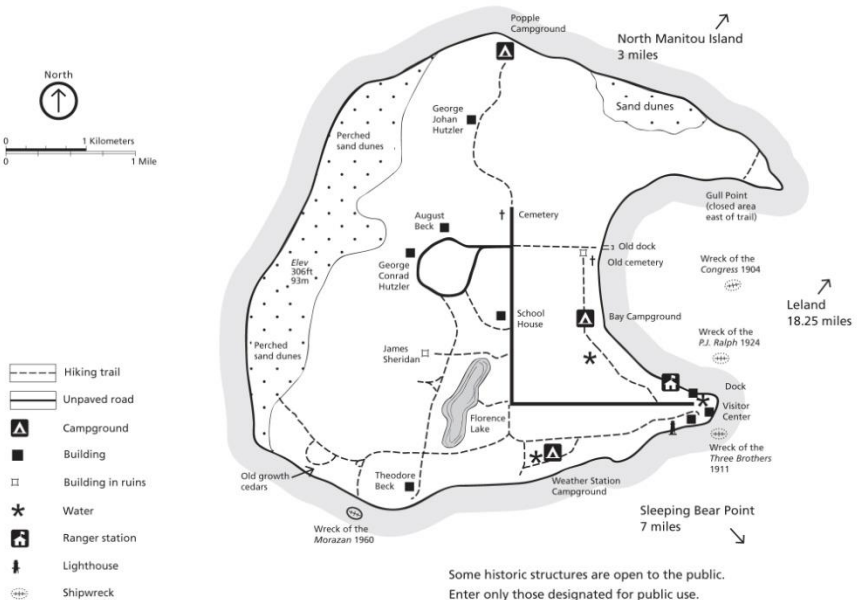 Popple
Campground
North Manitou Island
3 miles
North
0
1 Kilometers
0
1 Mile
Sand dunes
George
Johan
Hutzler
Perched
sand dunes
Gull Point
(closed area
east of trail)
Cemetery
August
Beck
Old dock
Old cemetery
George
Conrad
Hutzler
Elev
306ft
93m
Wreck of the
Congress 1904
Leland
18.25 miles
School
House
Bay Campground
Wreck of the
P.J. Ralph 1924
Perched
sand dunes
James
Sheridan
Dock
Visitor
Center
Florence
Lake
Wreck of the
Three Brothers
1911
Old growth
cedars
Theodore
Beck
Weather Station
Campground
Wreck of the
Morazan 1960
Sleeping Bear Point
7 miles
Hiking trail
Unpaved road
Campground
Building
Building in ruins
Water
Ranger station
Lighthouse
Shipwreck
Some historic structures are open to the public.
Enter only those designated for public use.